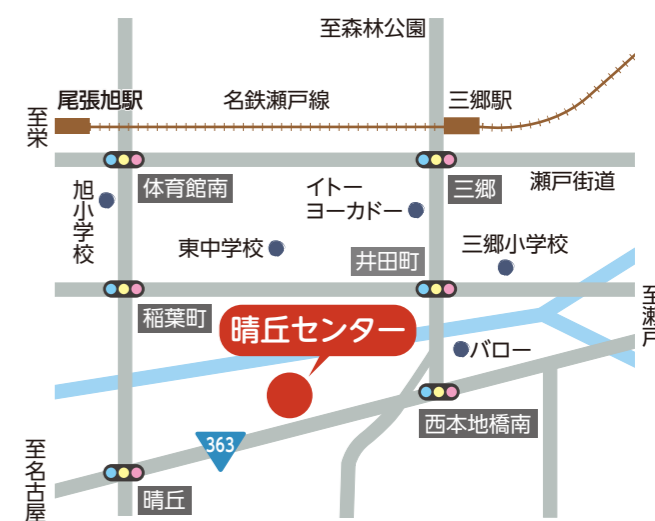 至森林公園
尾張旭駅
名鉄瀬戸線
三郷駅
至栄
体育館南
三郷
瀬戸街道
旭小学校
イトー
ヨーカドー
東中学校
井田町
三郷小学校
稲葉町
晴丘センター
至瀬戸
バロー
363
西本地橋南
至名古屋
晴丘